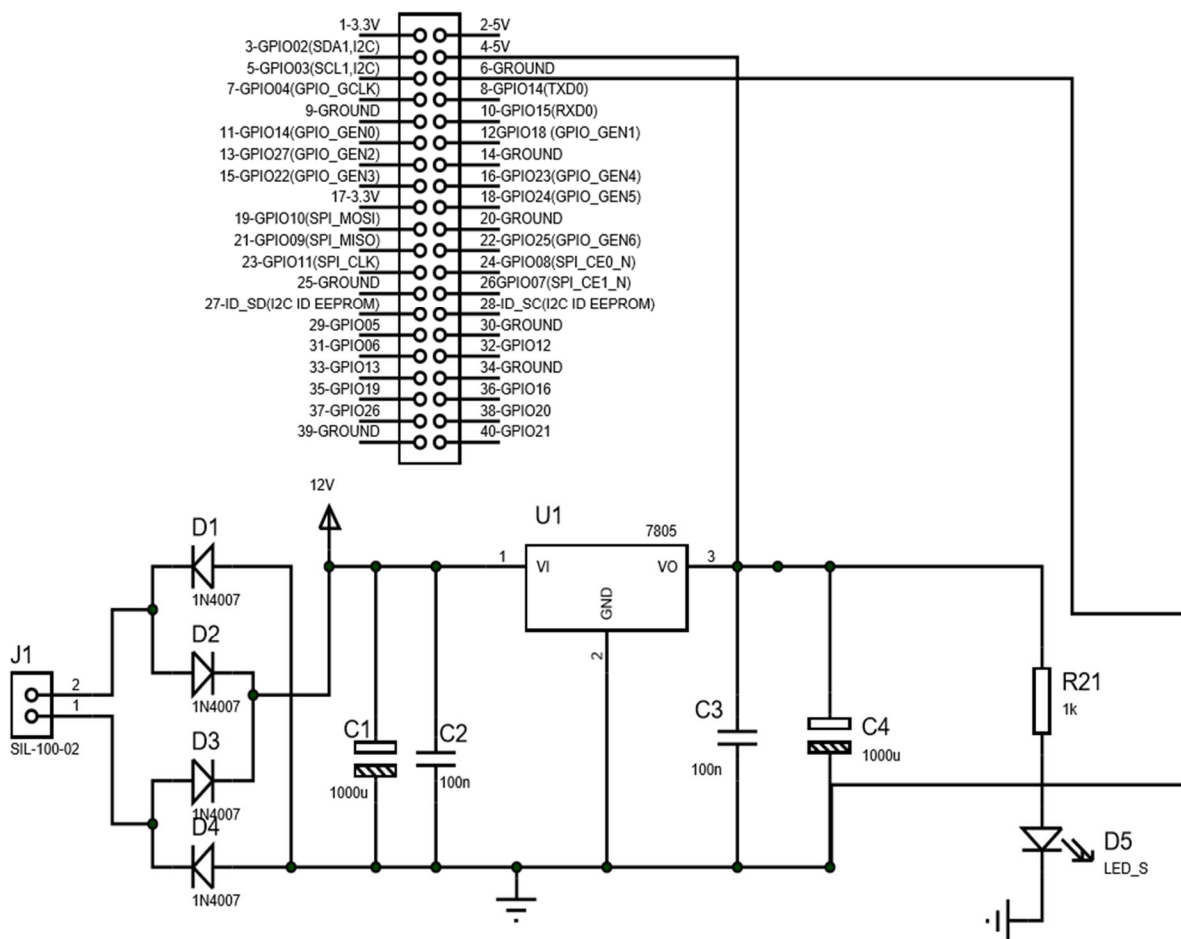 1-3.3V
2-5V
3-GPIO02(SDA1,I2C)
4-5V
5-GPIO03(SCL1,I2C)
6-GROUND
7-GPIO04(GPIO_GCLK)
8-GPIO14(TXD0)
9-GROUND
10-GPIO15(RXD0)
11-GPIO14(GPIO_GEN0)
12GPIO18 (GPIO_GEN1)
13-GPIO27(GPIO_GEN2)
14-GROUND
15-GPIO22(GPIO_GEN3)
16-GPIO23(GPIO_GEN4)
17-3.3V
18-GPIO24(GPIO_GEN5)
19-GPIO10(SPI_MOSI)
20-GROUND
21-GPIO09(SPI_MISO)
22-GPIO25(GPIO_GEN6)
23-GPIO11(SPI_CLK)
24-GPIO08(SPI_CE0_N)
25-GROUND
26GPIO07(SPI_CE1_N)
27-ID_SD(I2C ID EEPROM)
28-ID_SC(I2C ID EEPROM)
29-GPIO05
30-GROUND
31-GPIO06
32-GPIO12
33-GPIO13
34-GROUND
35-GPIO19
36-GPIO16
37-GPIO26
38-GPIO20
39-GROUND
40-GPIO21
12V
U1
7805
D1
1
VI
VO
3
1N4007
GND
D2
2
J1
2
1N4007
1
SIL-100-02
R21
1k
D3
C1
C2
C3
C4
1000u
100n
100n
1000u
1N4007
D4
1N4007
D5
LED_S